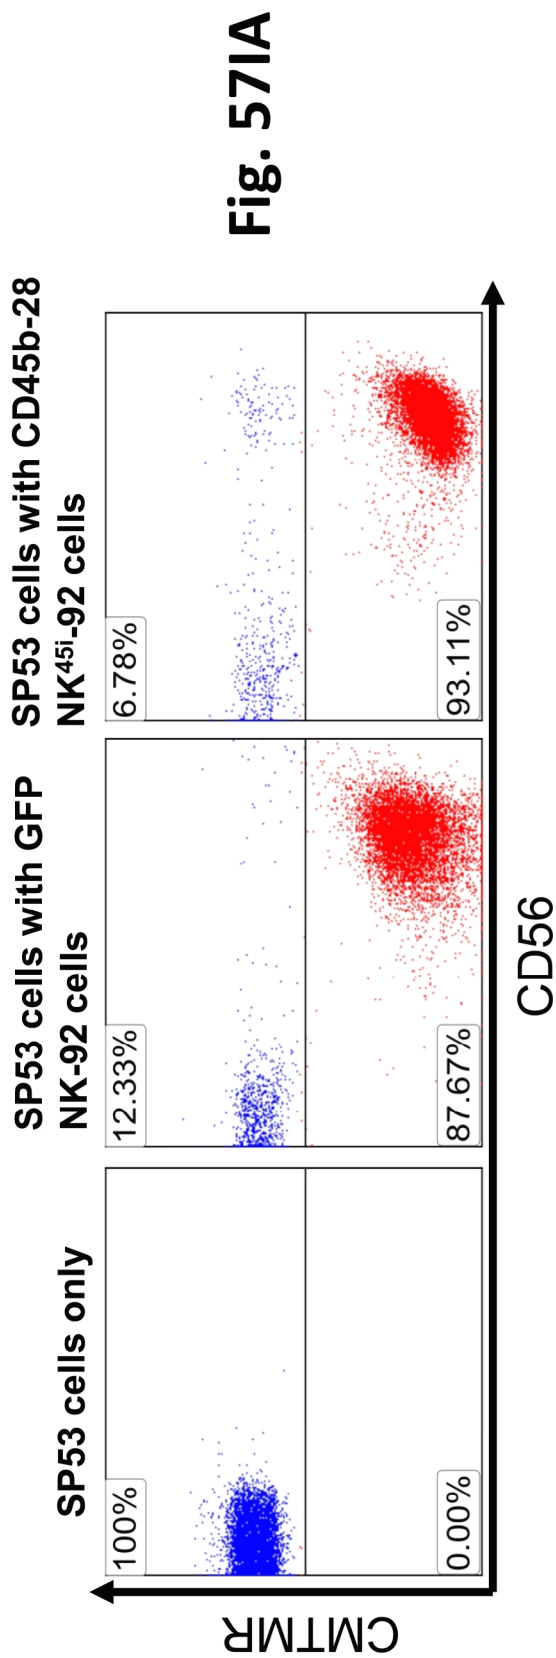 SP53 cells only
SP53 cells with GFP
NK-92 cells
SP53 cells with CD45b-28
NK⁴⁵ⁱ-92 cells
100%
12.33%
6.78%
0.00%
87.67%
93.11%
CMTMR
CD56
Fig. 57IA